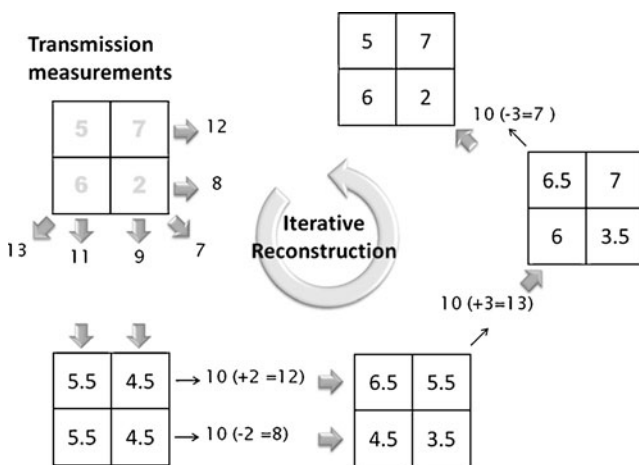 Transmission
measurements
5 7
12
6 2
8
13 11 9 7
5 7
6 2
10 (-3=7 )
6.5 7
6 3.5
Iterative
Reconstruction
10 (+3=13)
5.5 4.5
10 (+2 =12)
5.5 4.5
10 (-2 =8)
6.5 5.5
4.5 3.5